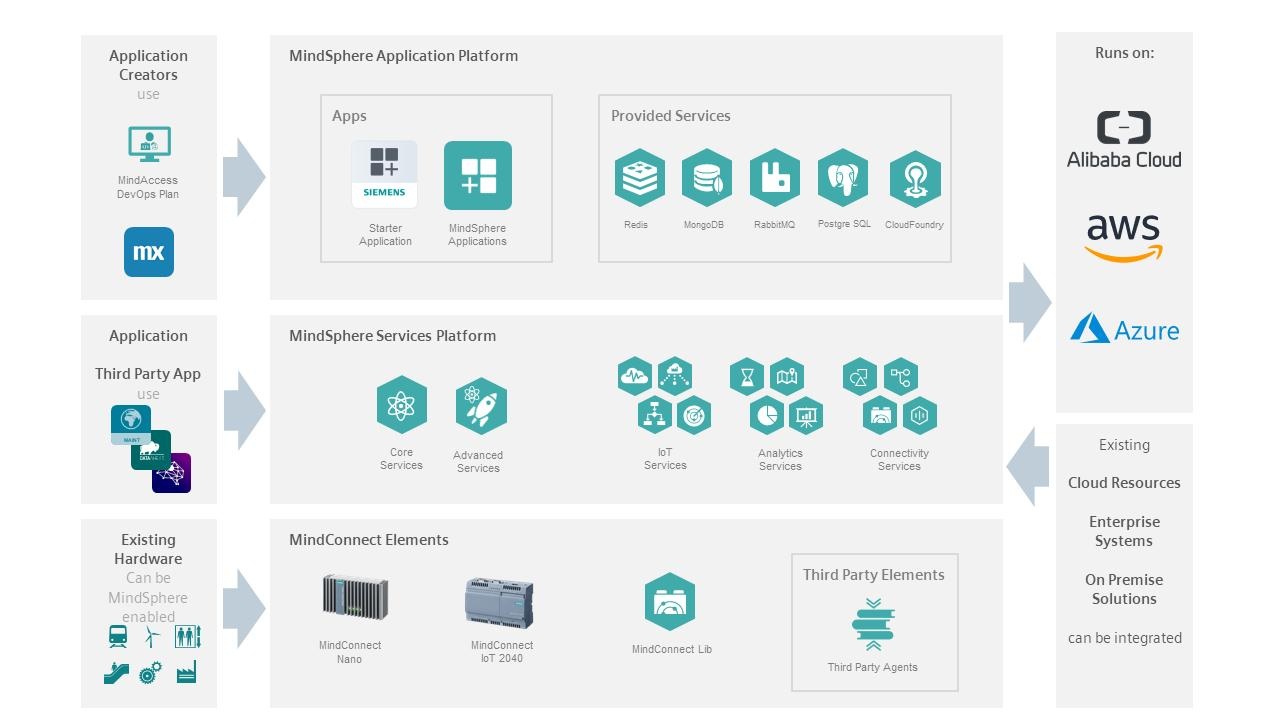 Application
Creators
use
MindAccess
DevOps Plan
mx
MindSphere Application Platform
Apps
SIEMENS
Starter
Application
MindSphere
Applications
Provided Services
Redis
MongoDB
RabbitMQ
Postgre SQL
CloudFoundry
Runs on:
Alibaba Cloud
aws
Azure
Application
Third Party App
use
MAINT
MindSphere Services Platform
Core
Services
Advanced
Services
IoT
Services
Analytics
Services
Connectivity
Services
Existing
Cloud Resources
Enterprise
Systems
On Premise
Solutions
can be integrated
Existing
Hardware
Can be
MindSphere
enabled
MindConnect Elements
MindConnect
Nano
MindConnect
IoT 2040
MindConnect Lib
Third Party Elements
Third Party Agents